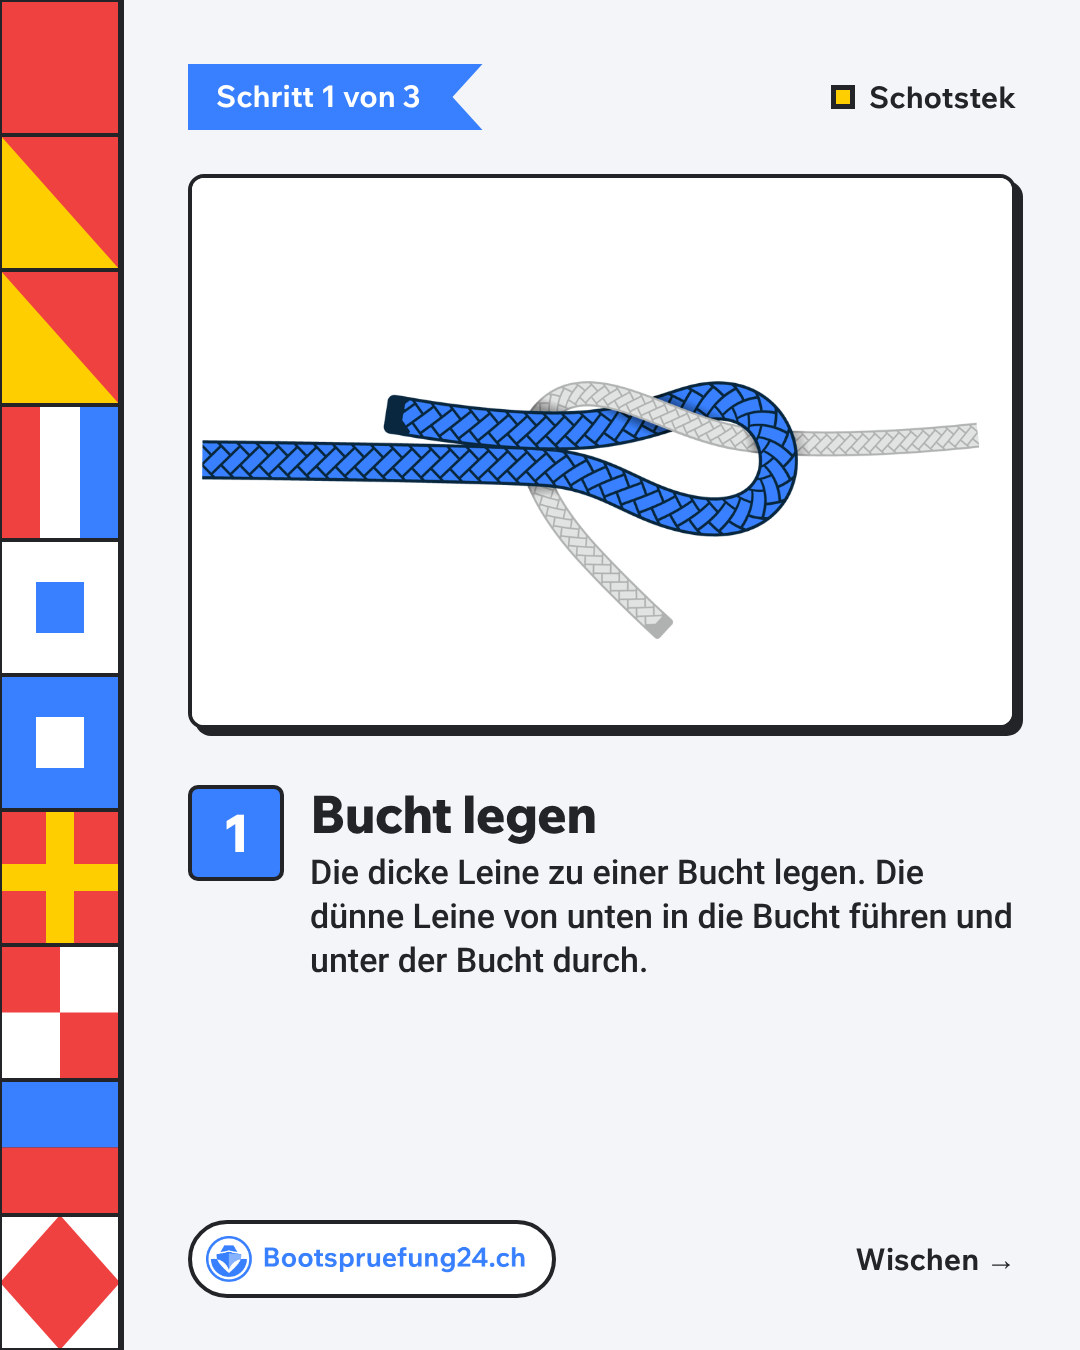 Schritt 1 von 3
Schotstek
1
Bucht legen
Die dicke Leine zu einer Bucht legen. Die
dünne Leine von unten in die Bucht führen und
unter der Bucht durch.
Bootspruefung24.ch
Wischen →